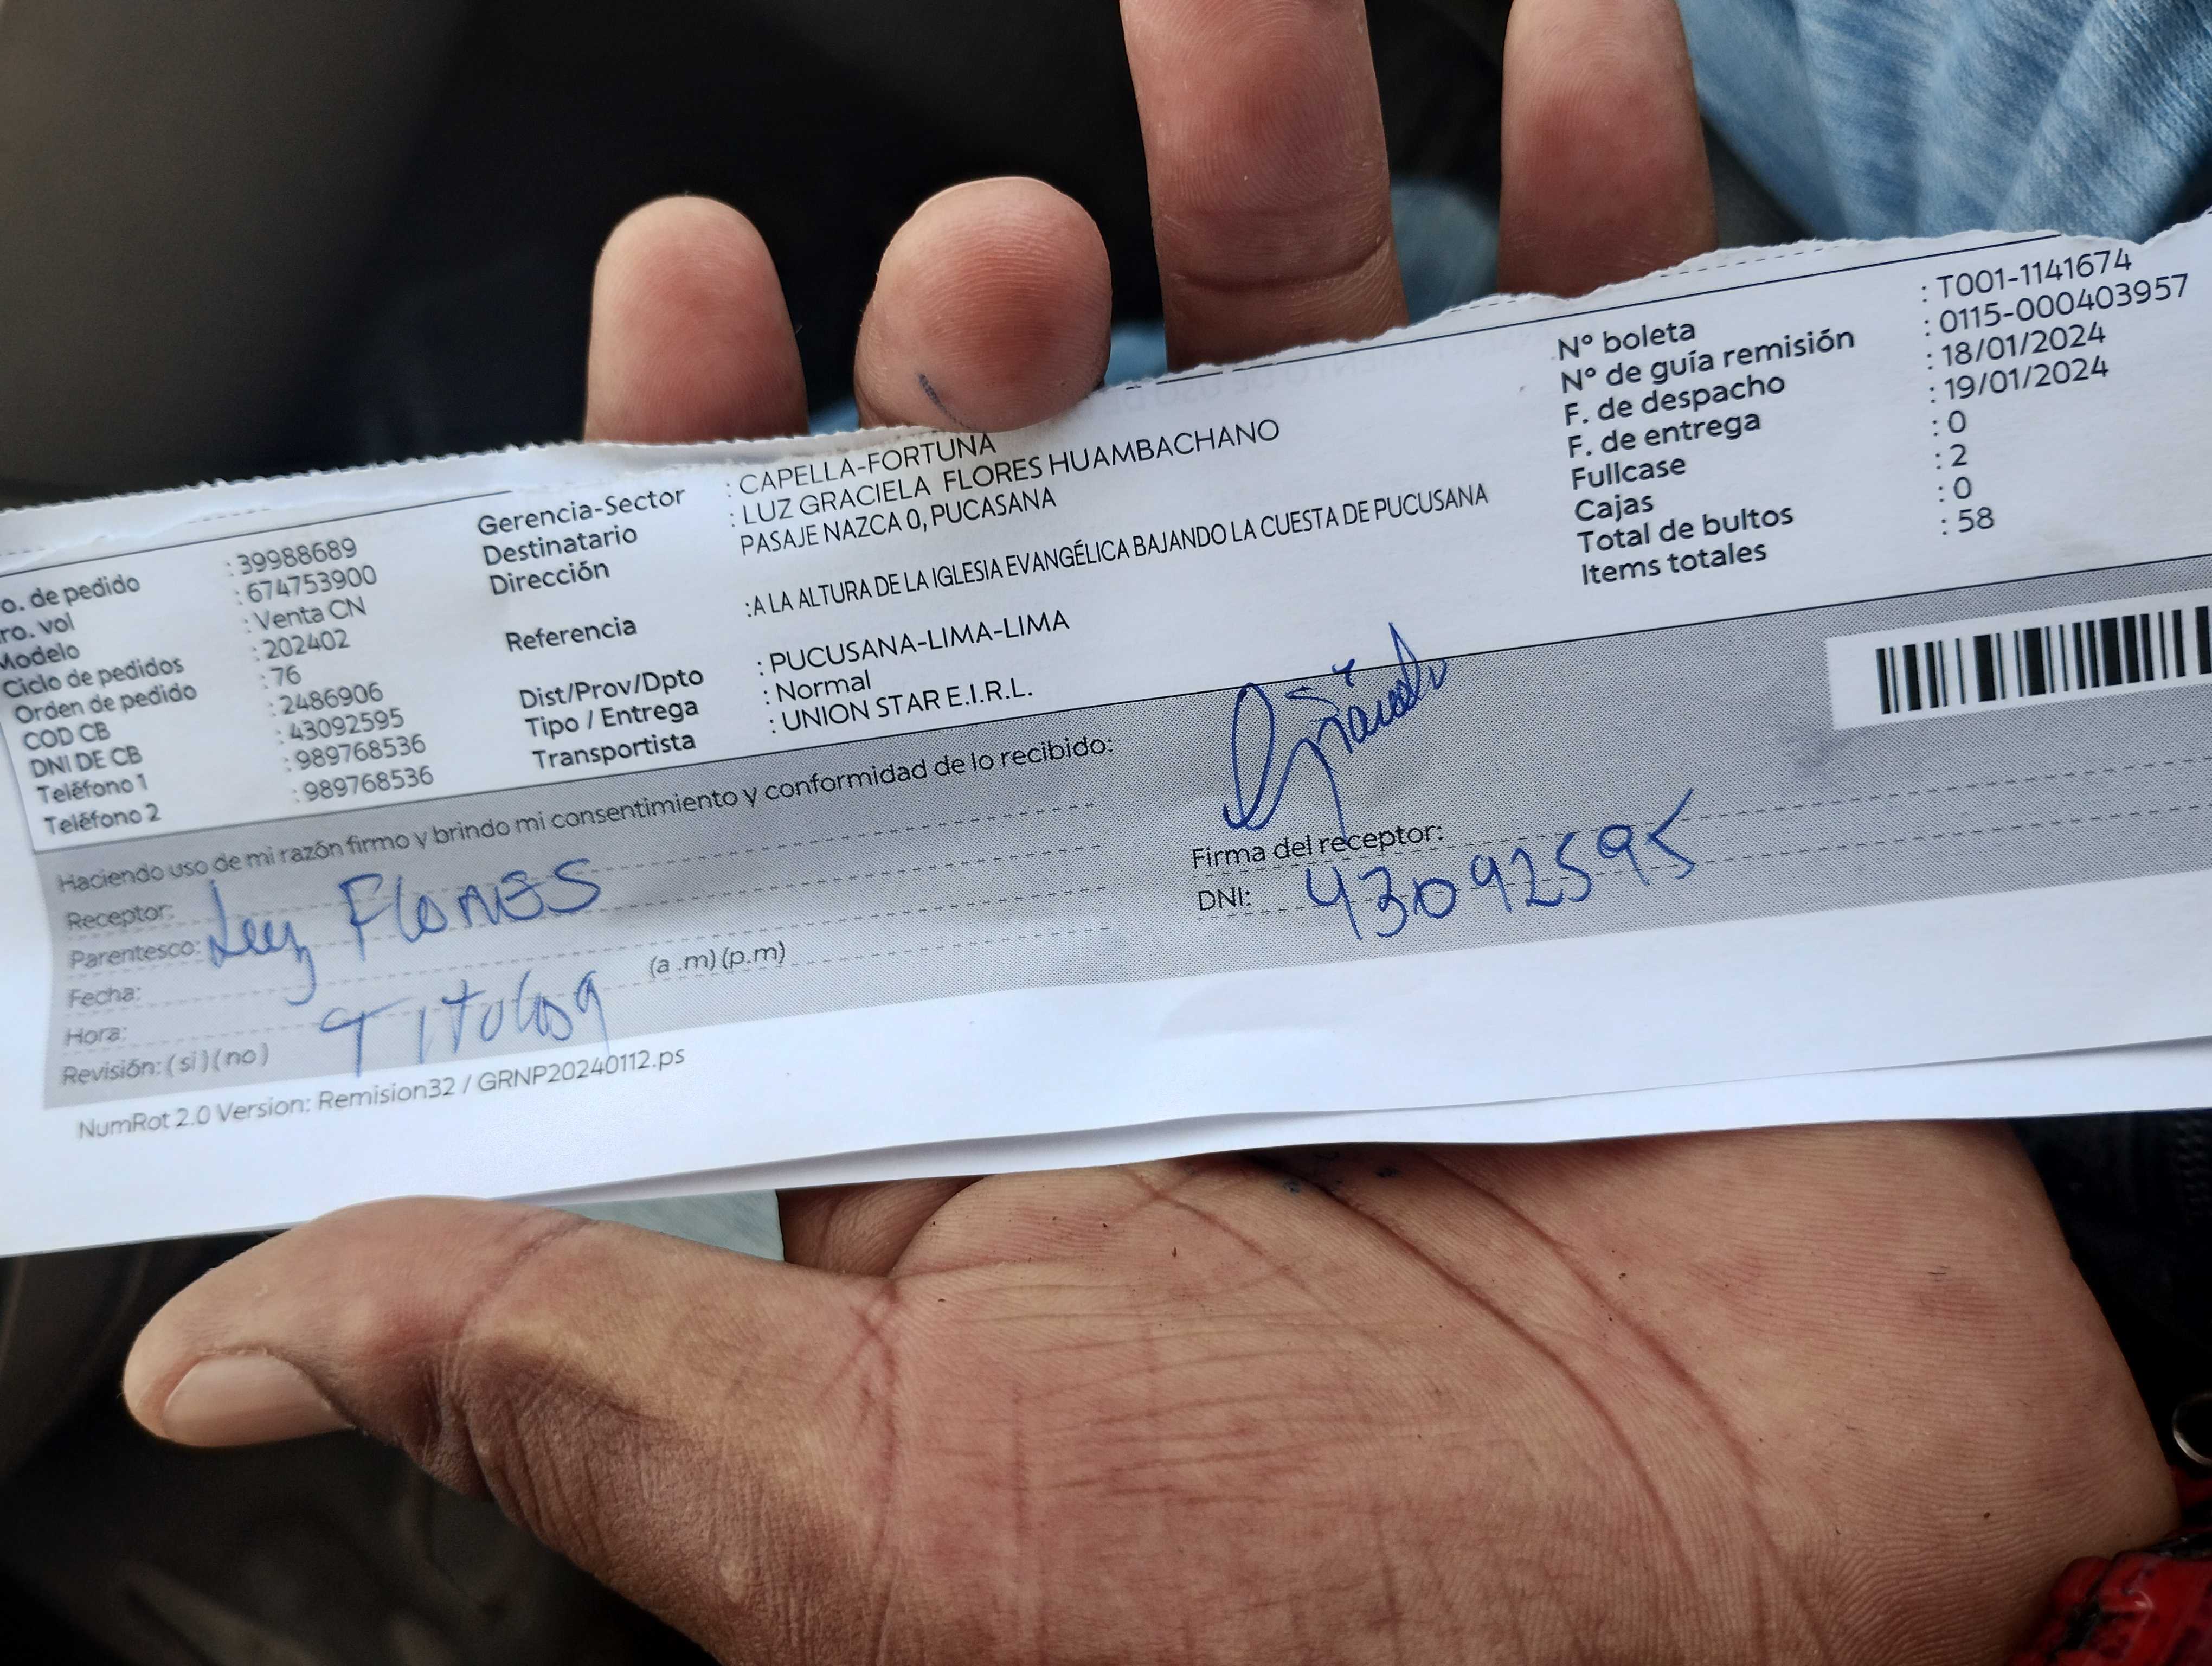 o. de pedido : 39988689
ro. vol : 674753900
Modelo : Venta CN
Ciclo de pedidos : 202402
Orden de pedido : 76
COD CB : 2486906
DNI DE CB : 43092595
Teléfono 1 : 989768536
Teléfono 2 : 989768536
Gerencia-Sector : CAPELLA-FORTUNA
Destinatario : LUZ GRACIELA FLORES HUAMBACHANO
Dirección PASAJE NAZCA 0, PUCASANA
Referencia :A LA ALTURA DE LA IGLESIA EVANGÉLICA BAJANDO LA CUESTA DE PUCUSANA
Dist/Prov/Dpto : PUCUSANA-LIMA-LIMA
Tipo / Entrega : Normal
Transportista : UNION STAR E.I.R.L.
N° boleta : T001-1141674
N° de guía remisión : 0115-000403957
F. de despacho : 18/01/2024
F. de entrega : 19/01/2024
Fullcase : 0
Cajas : 2
Total de bultos : 0
Items totales : 58
Haciendo uso de mi razón firmo y brindo mi consentimiento y conformidad de lo recibido:
Receptor:
Parentesco: Luz Flores
Fecha:
Hora: (a .m) (p.m)
Revisión: (si) (no) Titulos
Firma del receptor:
DNI: 43092595
NumRot 2.0 Version: Remision32 / GRNP20240112.ps